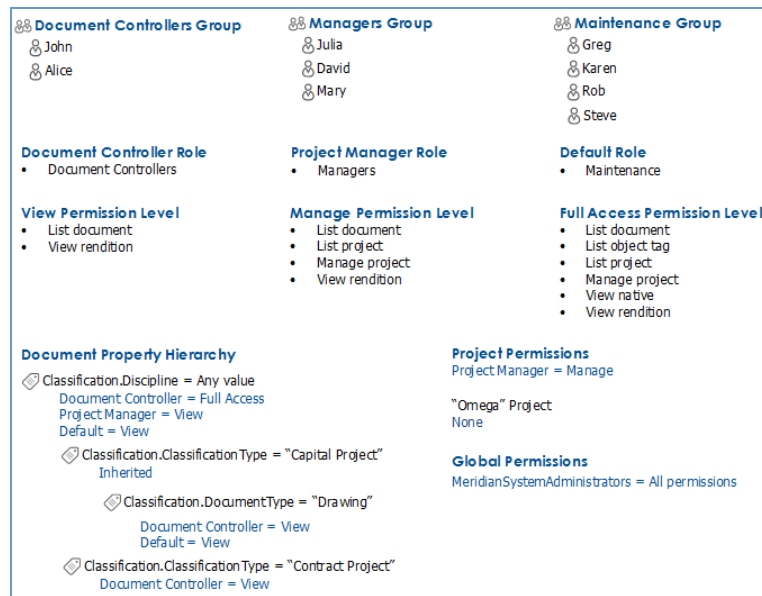 Document Controllers Group
John
Alice
Managers Group
Julia
David
Mary
Maintenance Group
Greg
Karen
Rob
Steve
Document Controller Role
• Document Controllers
Project Manager Role
• Managers
Default Role
• Maintenance
View Permission Level
• List document
• View rendition
Manage Permission Level
• List document
• List project
• Manage project
• View rendition
Full Access Permission Level
• List document
• List object tag
• List project
• Manage project
• View native
• View rendition
Document Property Hierarchy
Classification.Discipline = Any value
Document Controller = Full Access
Project Manager = View
Default = View
Classification.ClassificationType = “Capital Project”
Inherited
Classification.DocumentType = “Drawing”
Document Controller = View
Default = View
Classification.ClassificationType = “Contract Project”
Document Controller = View
Project Permissions
Project Manager = Manage
“Omega” Project
None
Global Permissions
MeridianSystemAdministrators = All permissions